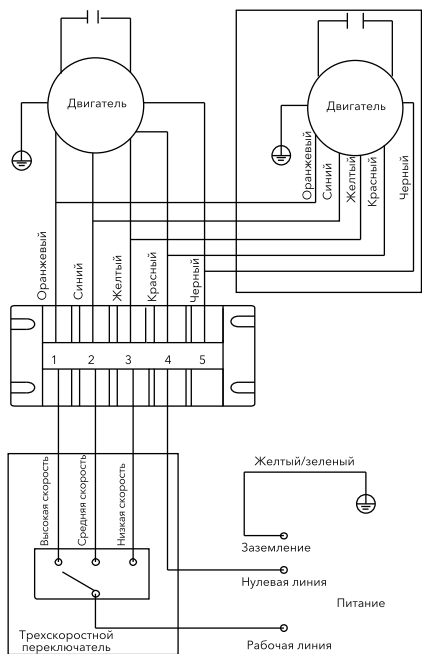 Двигатель
Двигатель
Оранжевый
Синий
Желтый
Красный
Черный
Оранжевый
Синий
Желтый
Красный
Черный
1 2 3 4 5
Высокая скорость
Средняя скорость
Низкая скорость
Желтый/зеленый
Заземление
Нулевая линия
Питание
Рабочая линия
Трехскоростной
переключатель